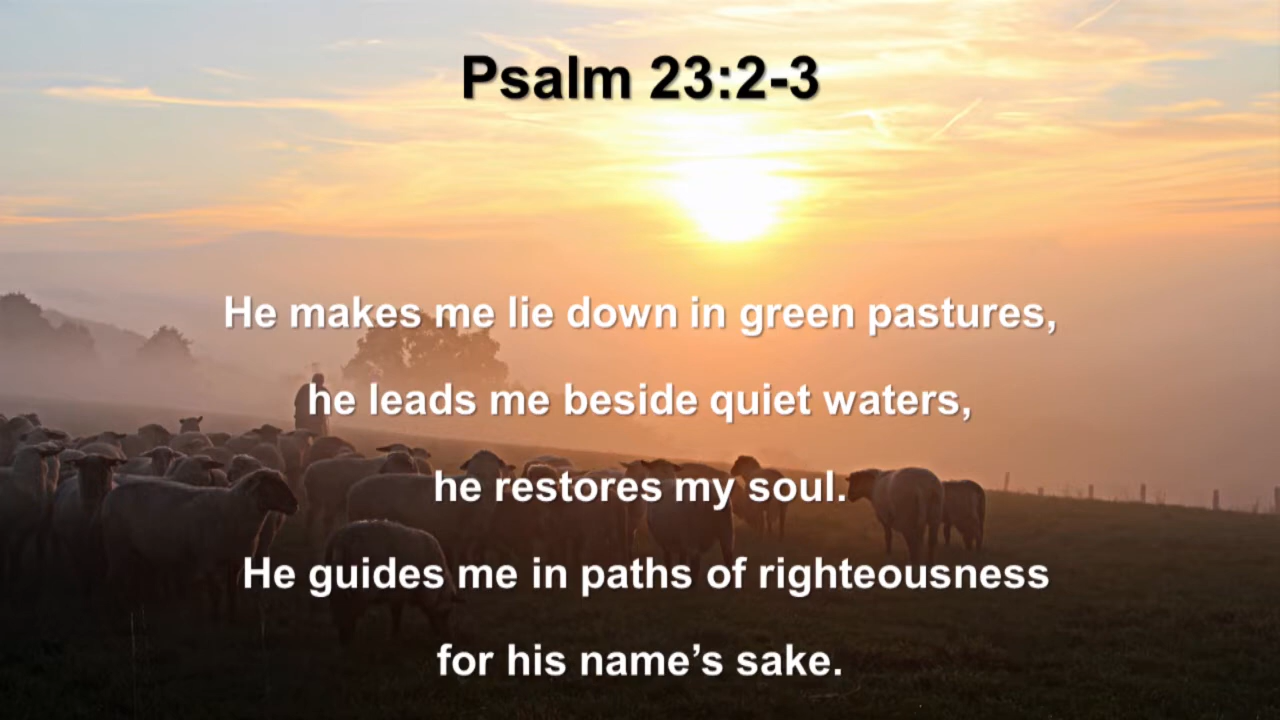 Psalm 23:2-3
He makes me lie down in green pastures,
he leads me beside quiet waters,
he restores my soul.
He guides me in paths of righteousness
for his name’s sake.